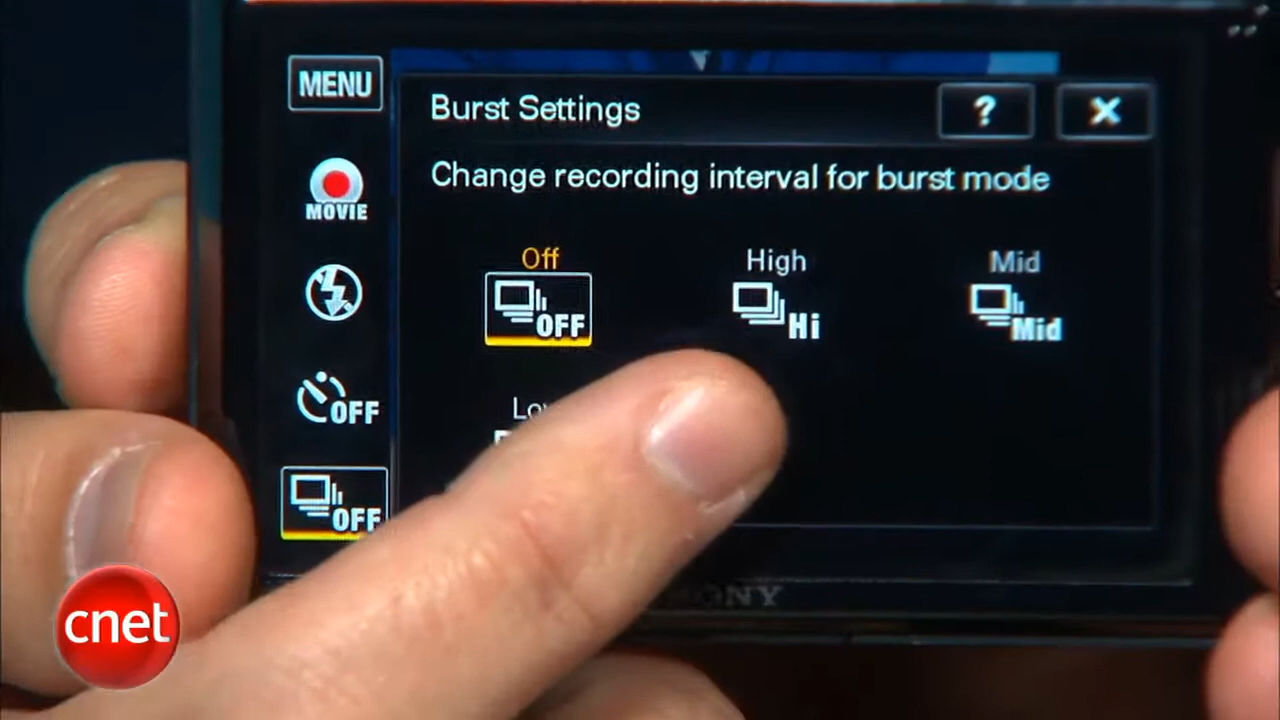 MENU
Burst Settings
?
X
Change recording interval for burst mode
MOVIE
Off
High
Mid
OFF
Hi
Mid
OFF
OFF
cnet